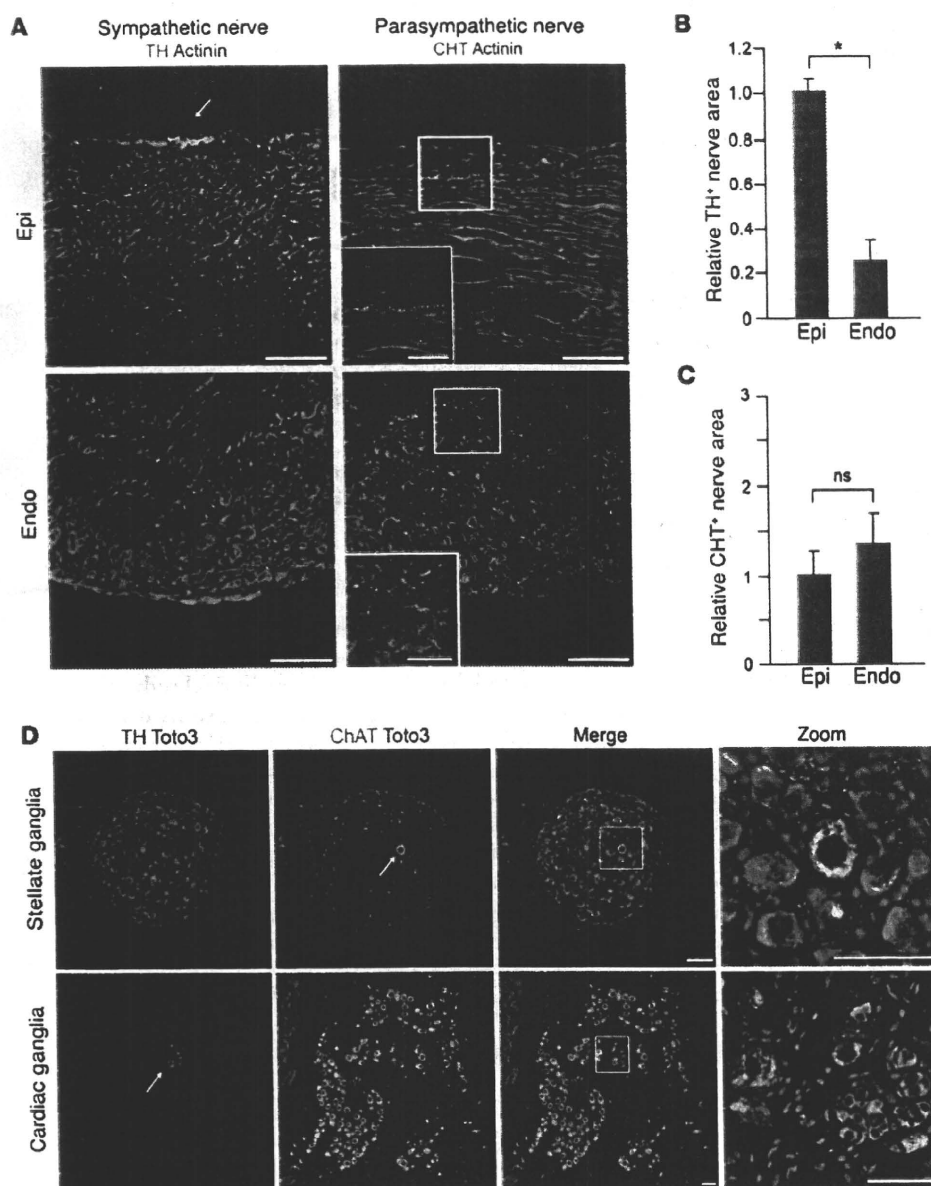 A
Sympathetic nerve
TH Actinin
Parasympathetic nerve
CHT Actinin
Epi
Endo
B
Relative TH+ nerve area
1.2
1.0
0.8
0.6
0.4
0.2
0
*
Epi Endo
C
Relative CHT+ nerve area
3
2
1
0
ns
Epi Endo
D
TH Toto3
ChAT Toto3
Merge
Zoom
Stellate ganglia
Cardiac ganglia